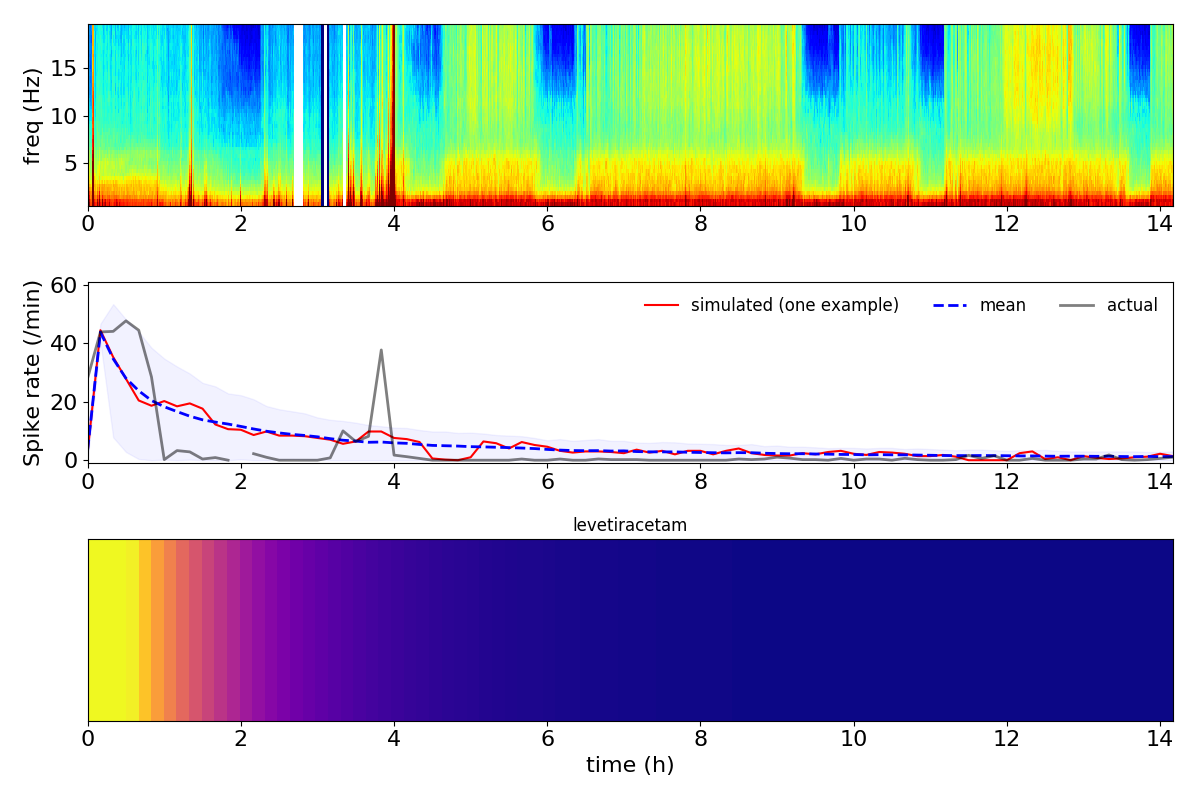 freq (Hz)
15
10
5
0 2 4 6 8 10 12 14
Spike rate (/min)
60
40
20
0
simulated (one example) mean actual
0 2 4 6 8 10 12 14
levetiracetam
0 2 4 6 8 10 12 14
time (h)